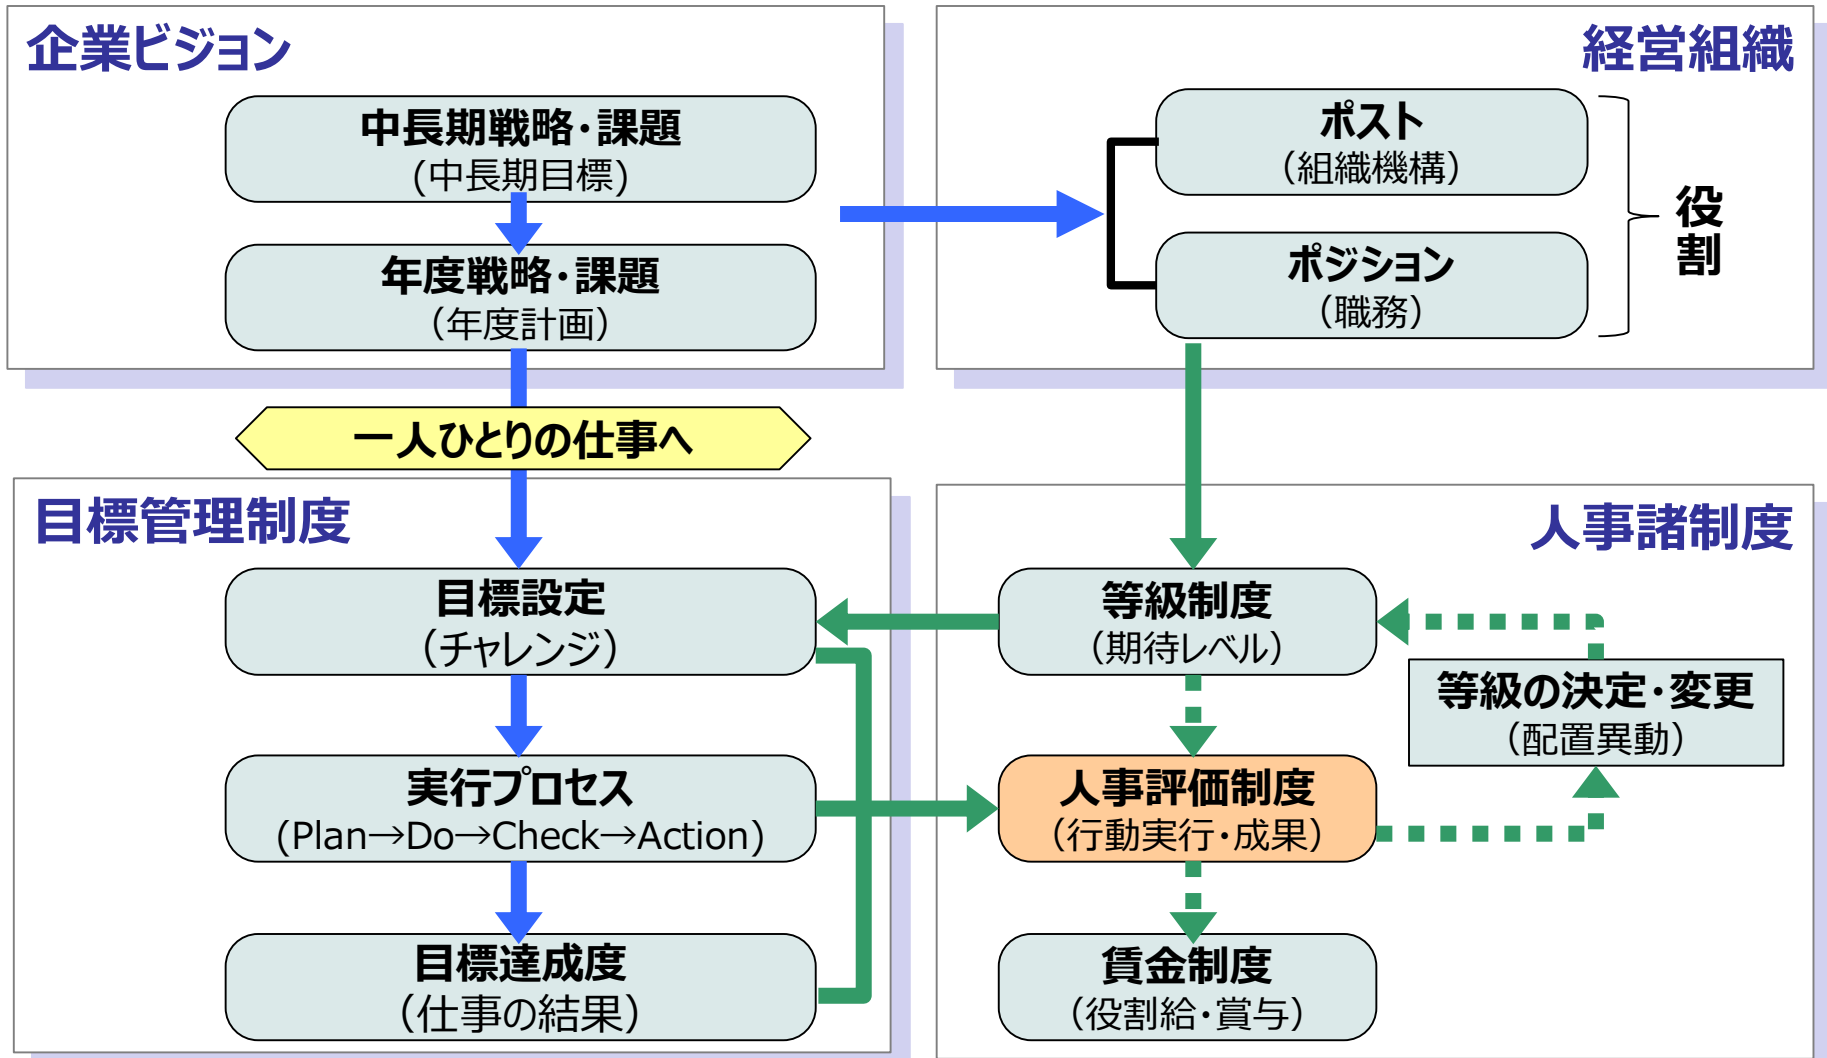 企業ビジョン
中長期戦略・課題
(中長期目標)
年度戦略・課題
（年度計画）
経営組織
ポスト
（組織機構）
ポジション
（職務）
役
割
一人ひとりの仕事へ
目標管理制度
目標設定
（チャレンジ）
実行プロセス
(Plan→Do→Check→Action)
目標達成度
（仕事の結果）
人事諸制度
等級制度
（期待レベル）
等級の決定・変更
（配置異動）
人事評価制度
（行動実行・成果）
賃金制度
（役割給・賞与）